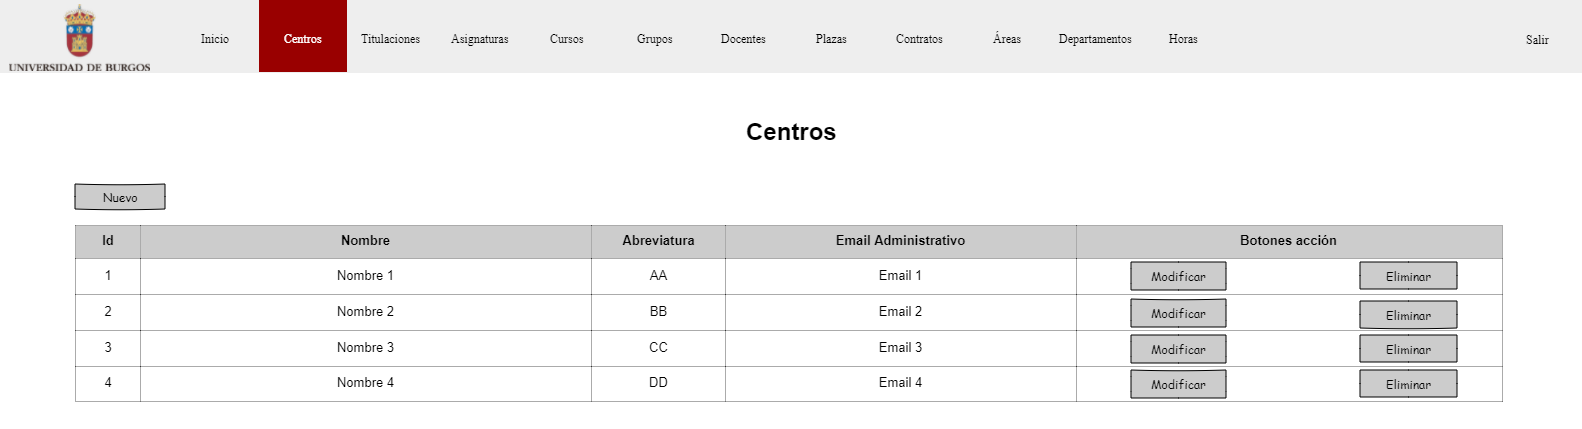 UNIVERSIDAD DE BURGOS
Inicio Centros Titulaciones Asignaturas Cursos Grupos Docentes Plazas Contratos Áreas Departamentos Horas Salir
Centros
Nuevo
Id Nombre Abreviatura Email Administrativo Botones acción
1 Nombre 1 AA Email 1 Modificar Eliminar
2 Nombre 2 BB Email 2 Modificar Eliminar
3 Nombre 3 CC Email 3 Modificar Eliminar
4 Nombre 4 DD Email 4 Modificar Eliminar